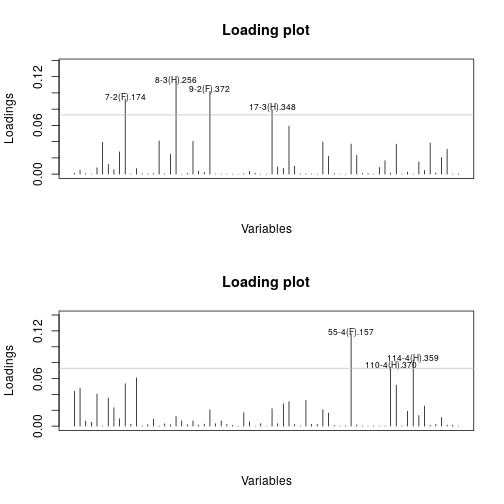 Loading plot
Loadings
0.00
0.06
0.12
7-2(F).174
8-3(H).256
9-2(F).372
17-3(H).348
Variables
Loading plot
Loadings
0.00
0.06
0.12
55-4(F).157
110-4(H).370
114-4(H).359
Variables